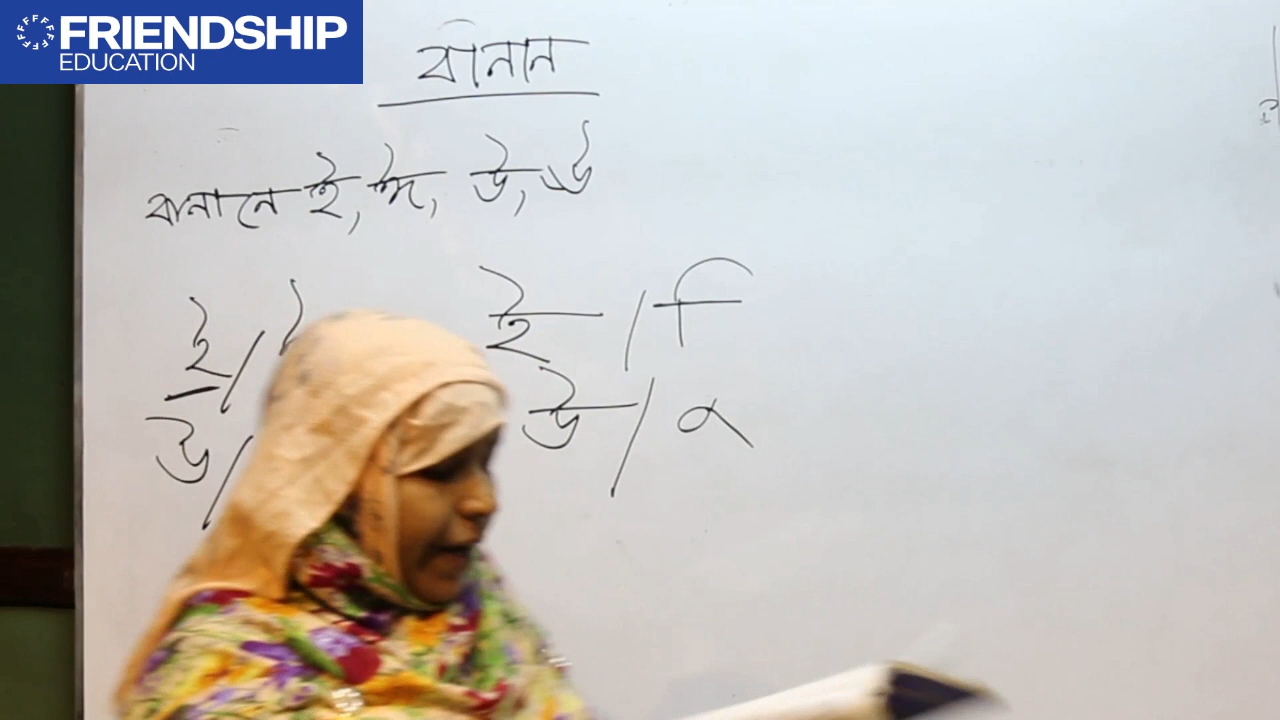 FRIENDSHIP
EDUCATION
বানান
বানানে ই, ঈ, উ, ঊ
ই / ই / ি
উ / উ / ু